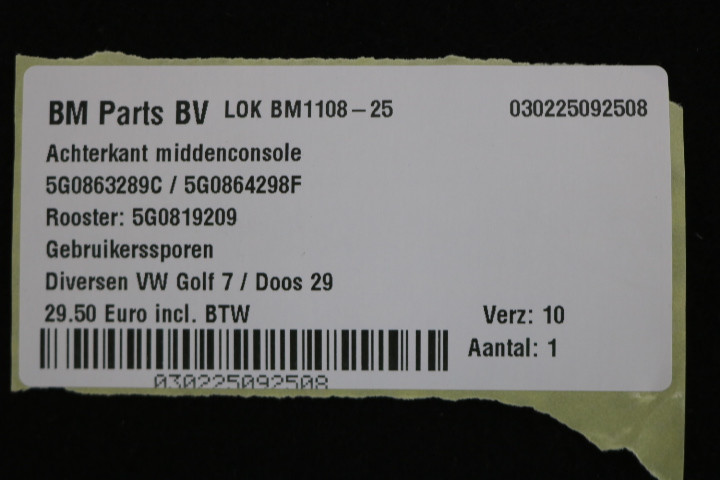 BM Parts BV LOK BM1108-25 030225092508
Achterkant middenconsole
5G0863289C / 5G0864298F
Rooster: 5G0819209
Gebruikerssporen
Diversen VW Golf 7 / Doos 29
29.50 Euro incl. BTW Verz: 10
Aantal: 1
030225092508